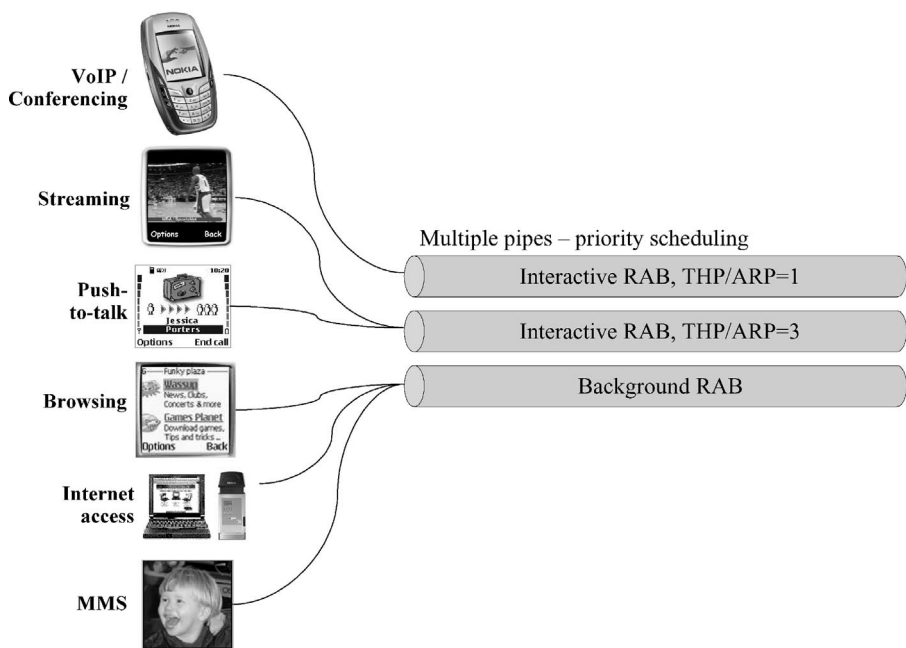 VoIP /
Conferencing
NOKIA
NOKIA
Streaming
Options Back
Multiple pipes – priority scheduling
Interactive RAB, THP/ARP=1
Push-
to-talk
10:20
Jessica
Porters
Options End call
Interactive RAB, THP/ARP=3
Background RAB
Browsing
Funky plaza
Wassup
News, Clubs,
Concerts & more
Games Planet
Download games,
Tips and tricks ...
Options Back
Internet
access
MMS